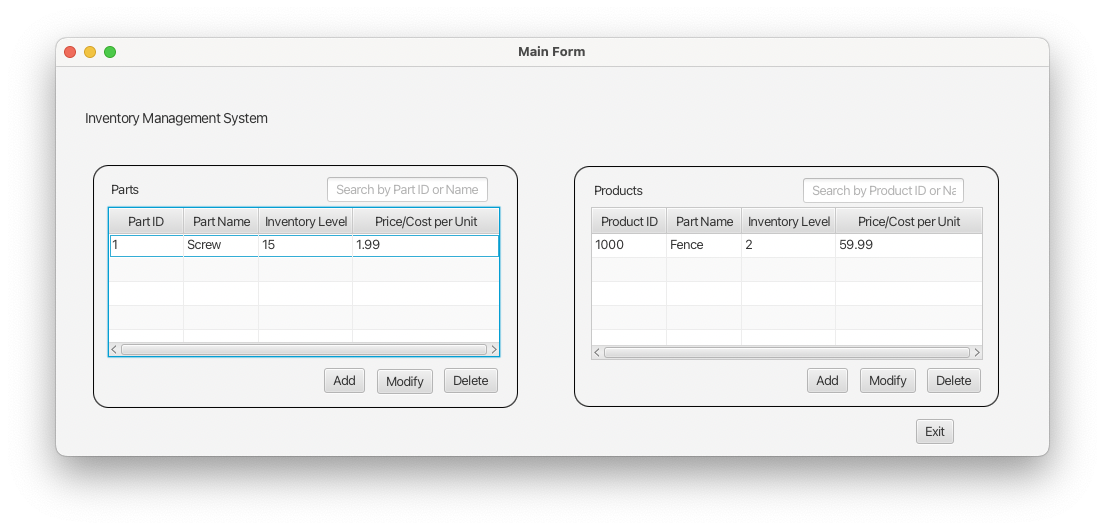 Main Form
Inventory Management System
Parts
Search by Part ID or Name
Part ID Part Name Inventory Level Price/Cost per Unit
1 Screw 15 1.99
Add Modify Delete
Products
Search by Product ID or Na
Product ID Part Name Inventory Level Price/Cost per Unit
1000 Fence 2 59.99
Add Modify Delete
Exit